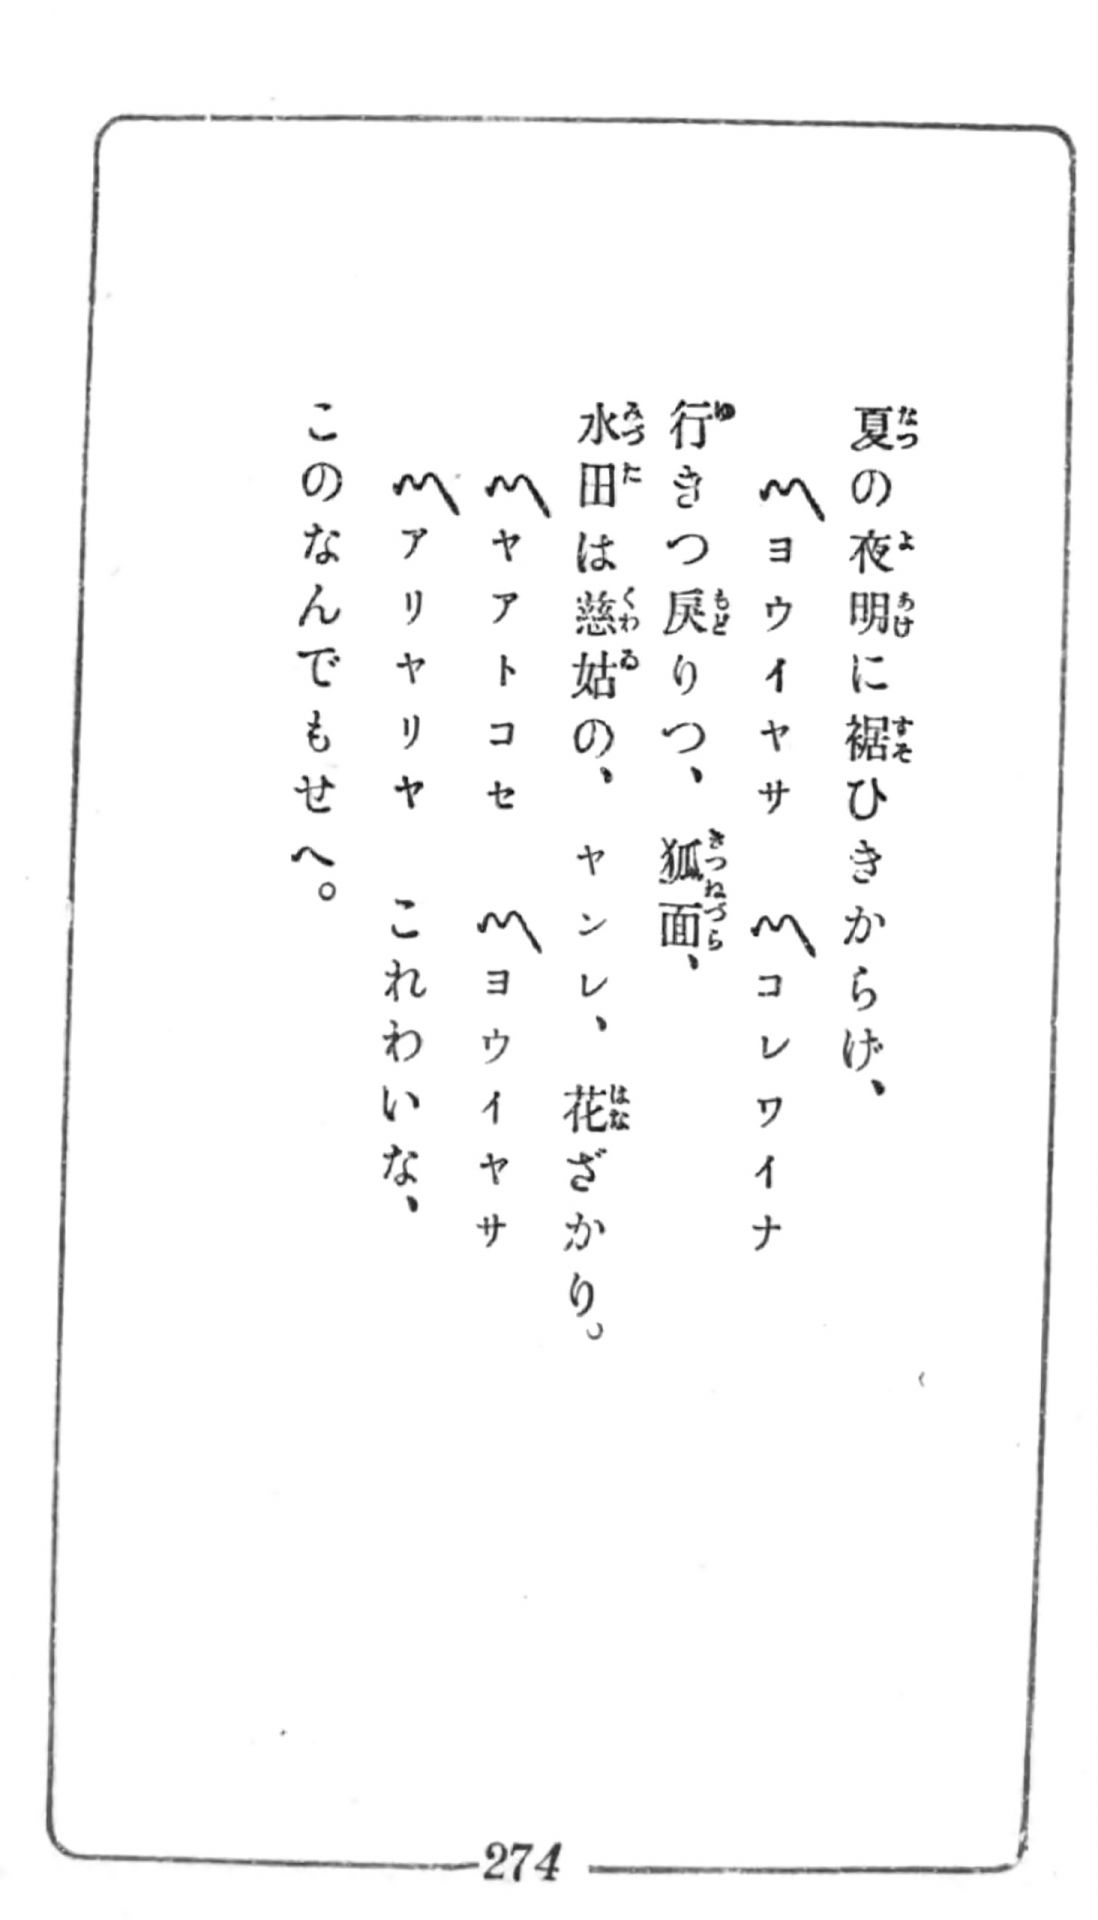 夏の夜明に裾ひきからげ、
〽ヨウイヤサ　〽コレワイナ
行きつ戻りつ、狐面、
水田は慈姑の、ヤンレ、花ざかり。
〽ヤアトコセ　〽ヨウイヤサ
〽アリヤリヤ　これわいな、
このなんでもせへ。
274